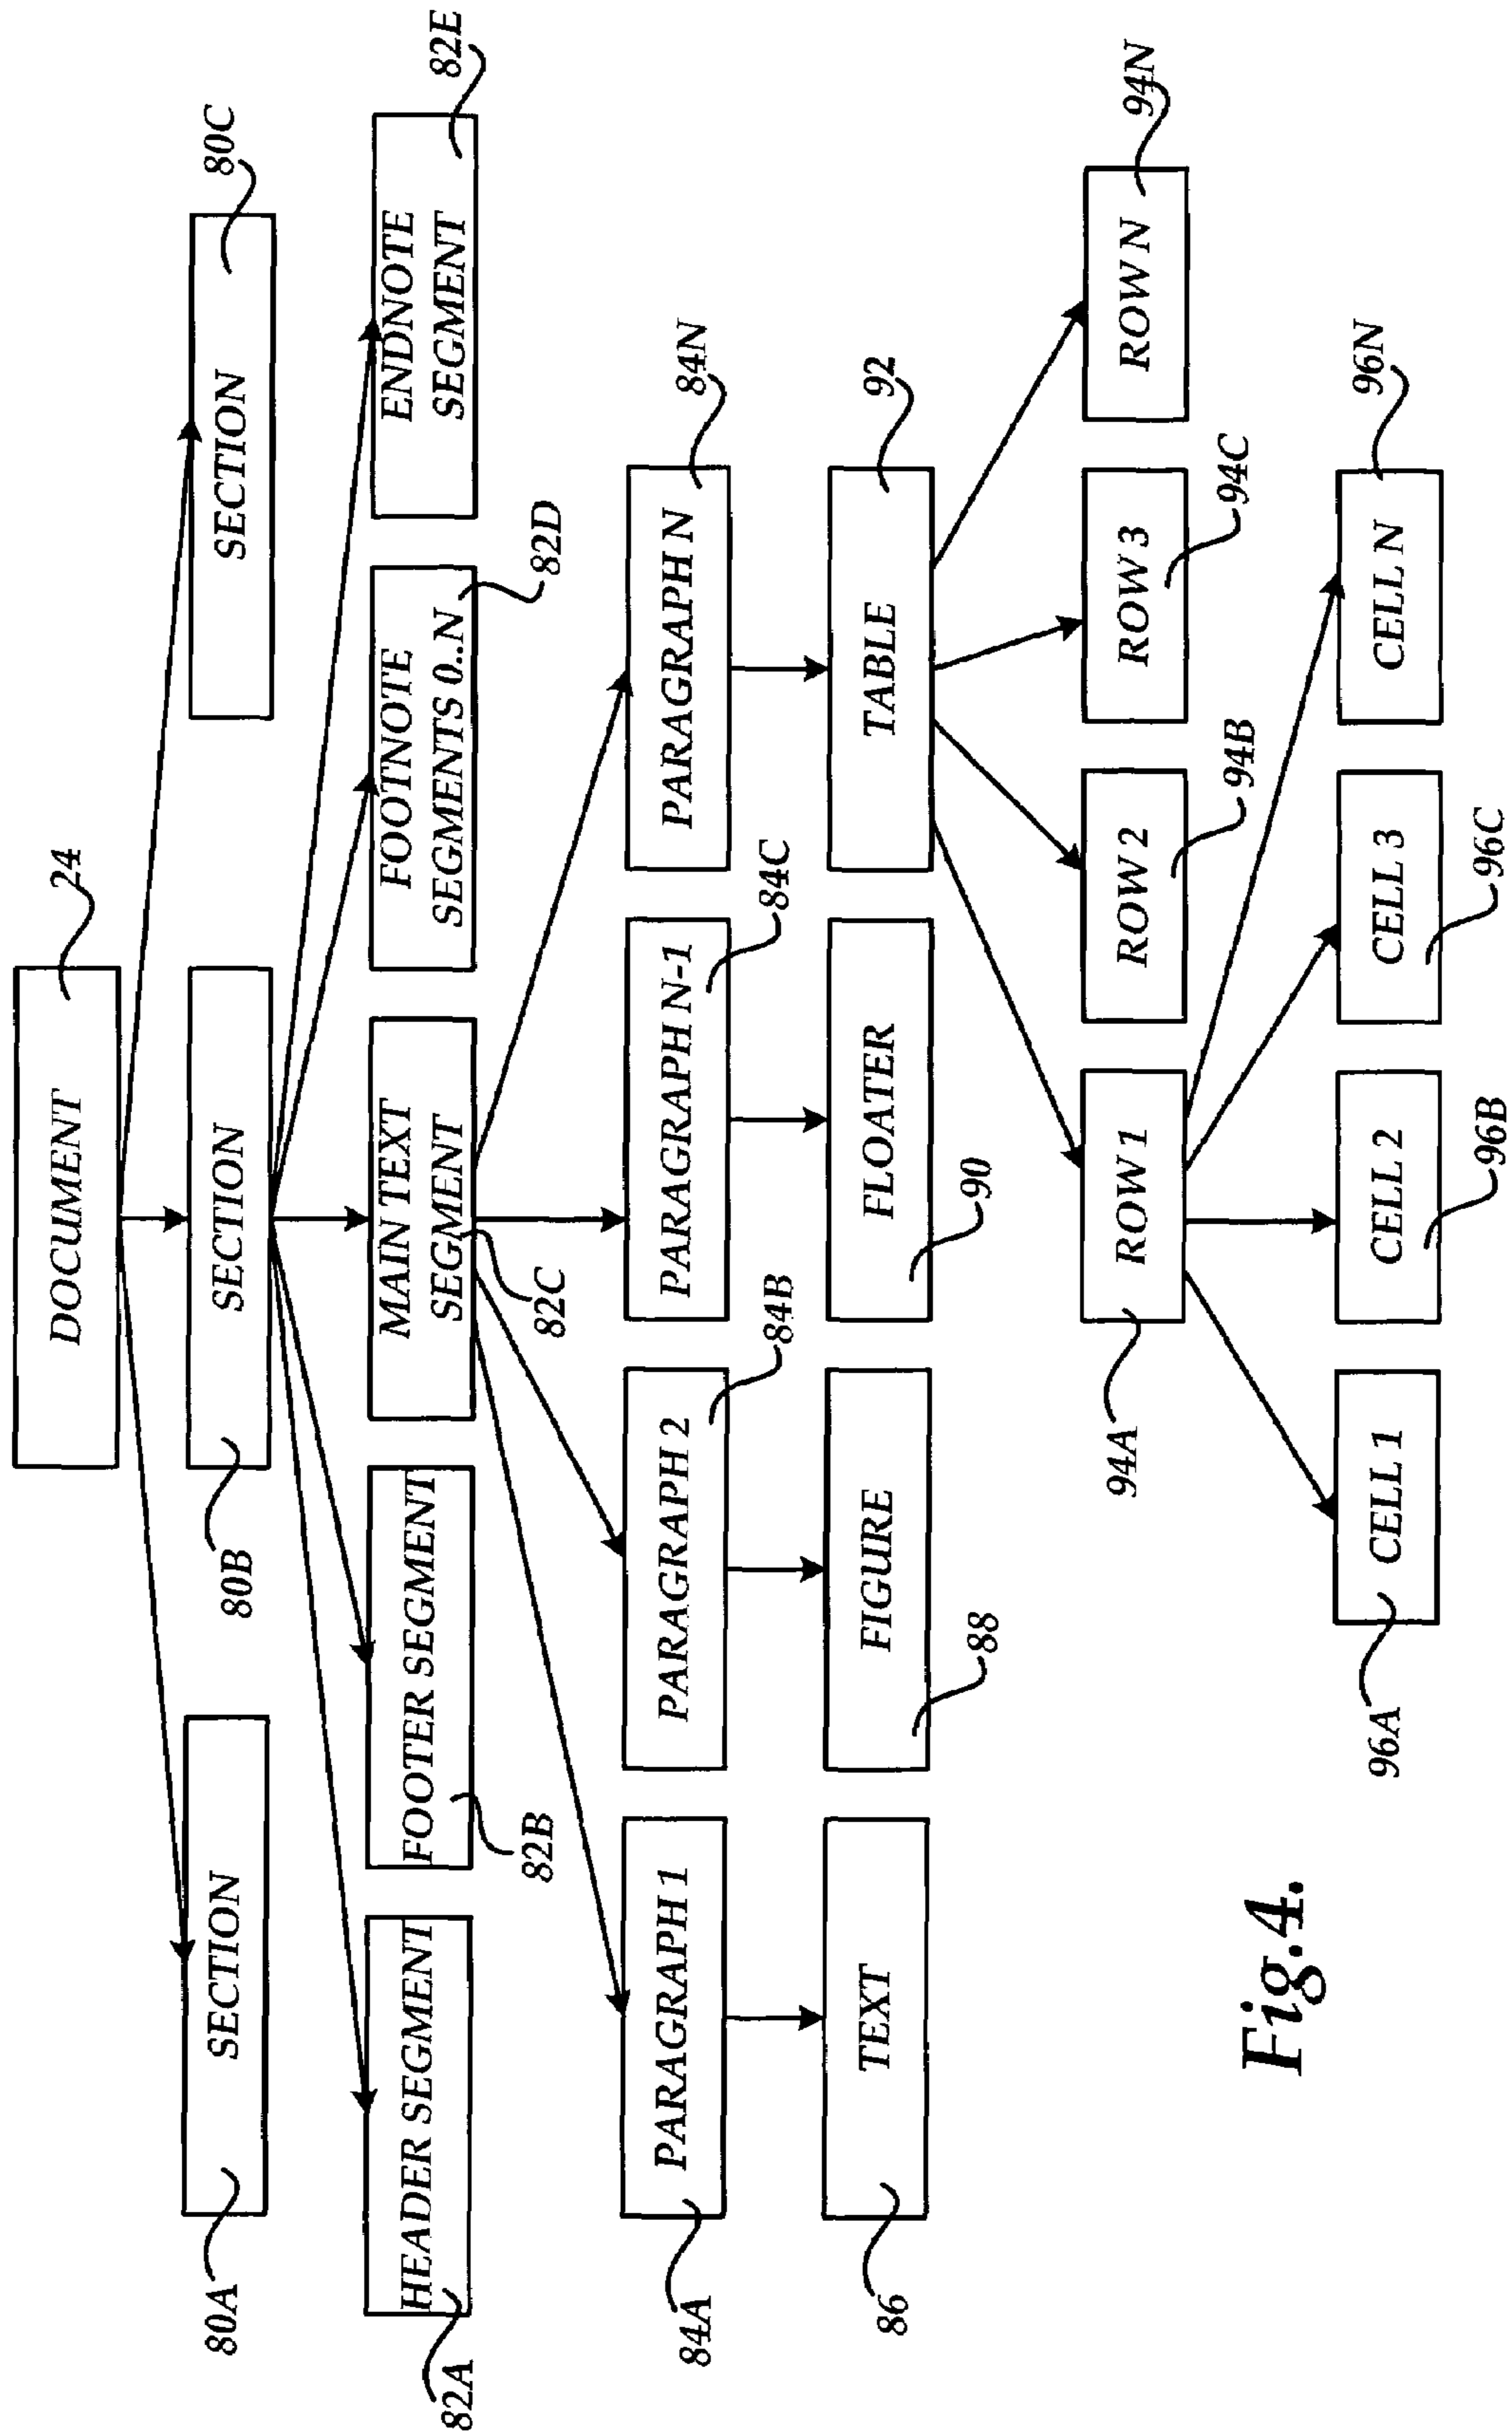 DOCUMENT
24
SECTION
80A
SECTION
80B
SECTION
80C
HEADER SEGMENT
82A
FOOTER SEGMENT
82B
MAIN TEXT
SEGMENT
82C
FOOTNOTE
SEGMENTS 0..N
82D
ENDNOTE
SEGMENT
82E
PARAGRAPH 1
84A
PARAGRAPH 2
84B
PARAGRAPH N-1
84C
PARAGRAPH N
84N
TEXT
86
FIGURE
88
FLOATER
90
TABLE
92
ROW 1
94A
ROW 2
94B
ROW 3
94C
ROW N
94N
CELL 1
96A
CELL 2
96B
CELL 3
96C
CELL N
96N
Fig.4.